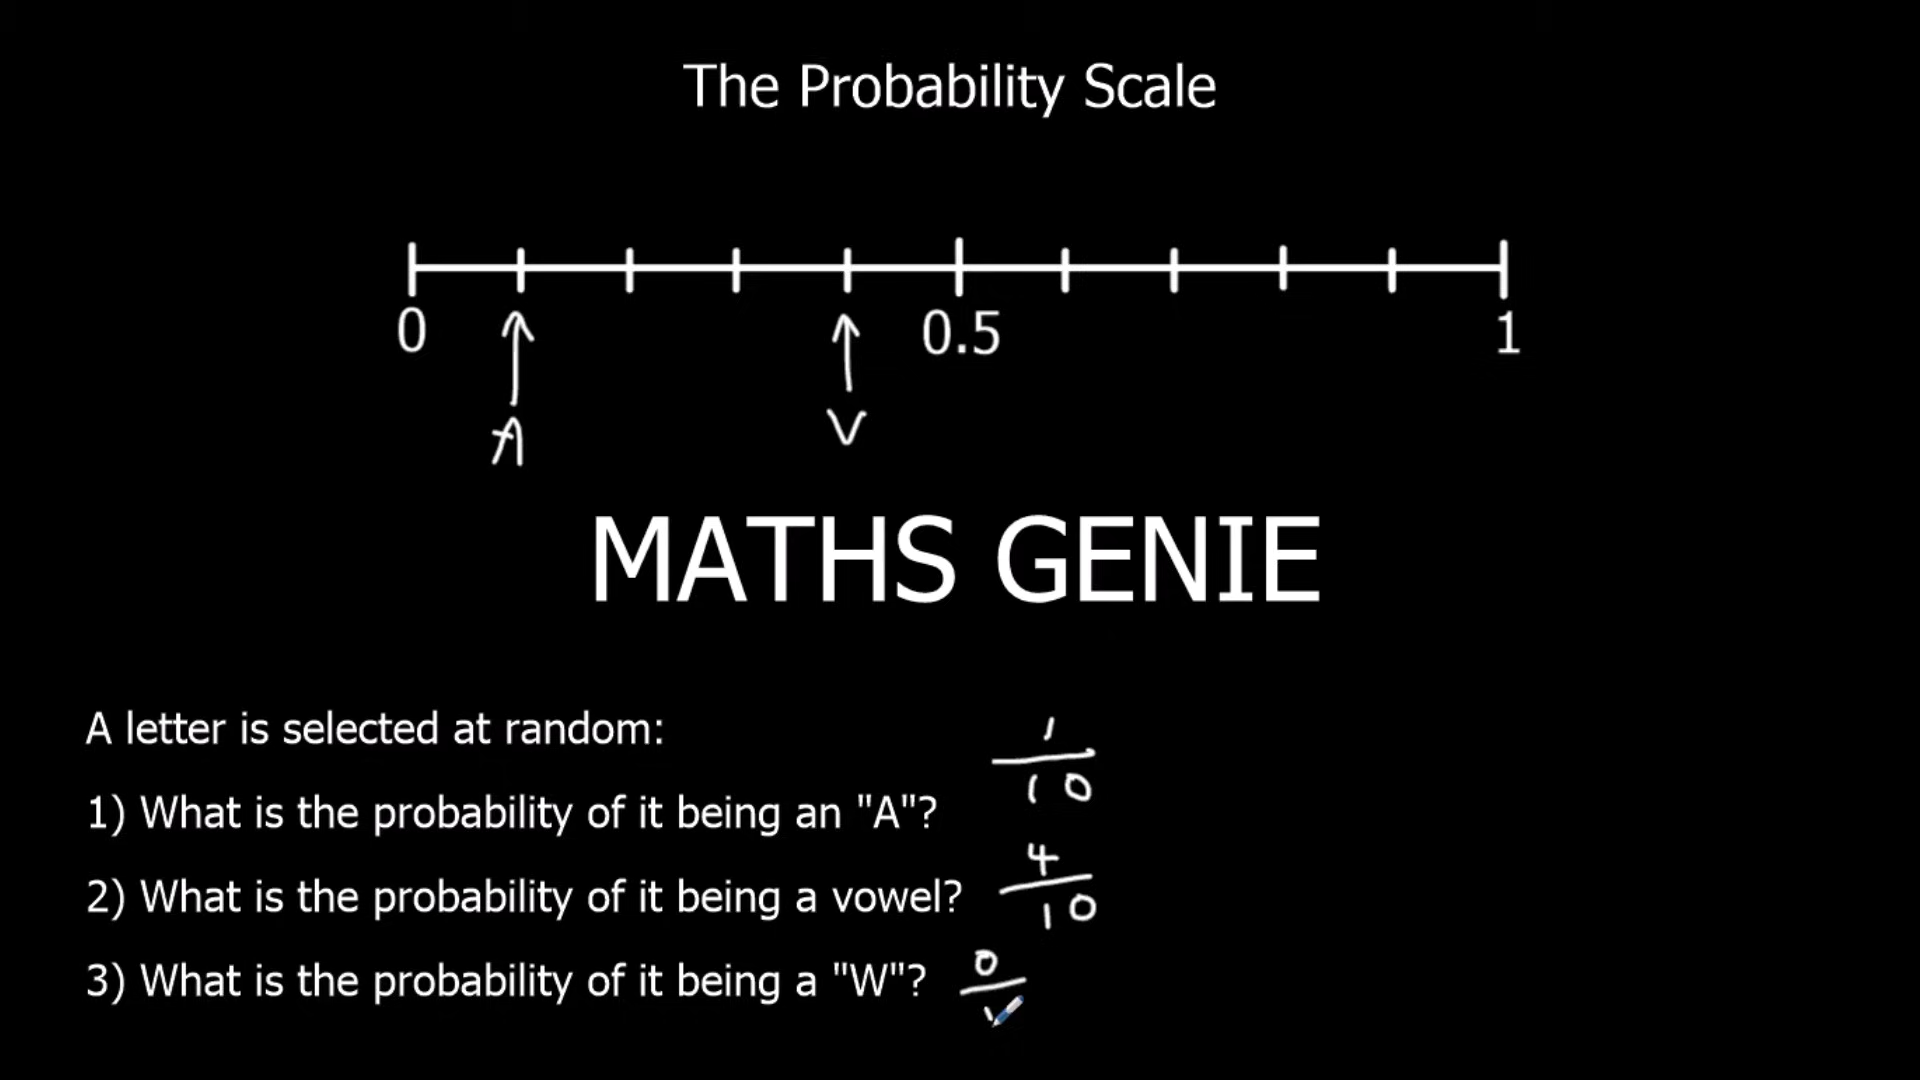 The Probability Scale
0 0.5 1
A V
MATHS GENIE
A letter is selected at random:
1) What is the probability of it being an "A"? 1/10
2) What is the probability of it being a vowel? 4/10
3) What is the probability of it being a "W"? 0/